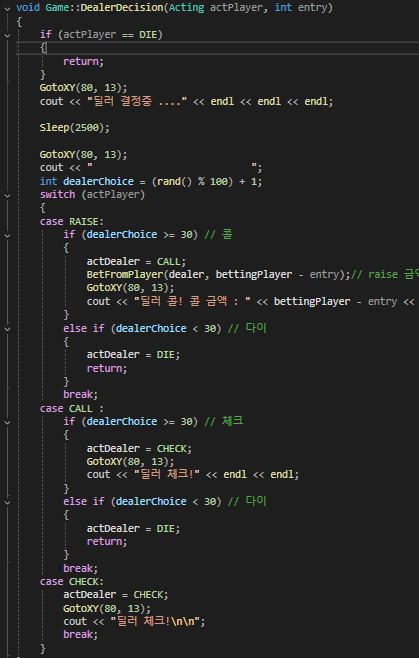 void Game::DealerDecision(Acting actPlayer, int entry)
{
if (actPlayer == DIE)
{
return;
}
GotoXY(80, 13);
cout << "딜러 결정중 ...." << endl << endl << endl;
Sleep(2500);
GotoXY(80, 13);
cout << "                         ";
int dealerChoice = (rand() % 100) + 1;
switch (actPlayer)
{
case RAISE:
if (dealerChoice >= 30) // 콜
{
actDealer = CALL;
BetFromPlayer(dealer, bettingPlayer - entry);// raise 금
GotoXY(80, 13);
cout << "딜러 콜! 콜 금액 : " << bettingPlayer - entry <<
}
else if (dealerChoice < 30) // 다이
{
actDealer = DIE;
return;
}
break;
case CALL :
if (dealerChoice >= 30) // 체크
{
actDealer = CHECK;
GotoXY(80, 13);
cout << "딜러 체크!" << endl << endl;
}
else if (dealerChoice < 30) // 다이
{
actDealer = DIE;
return;
}
break;
case CHECK:
actDealer = CHECK;
GotoXY(80, 13);
cout << "딜러 체크!\n\n";
break;
}